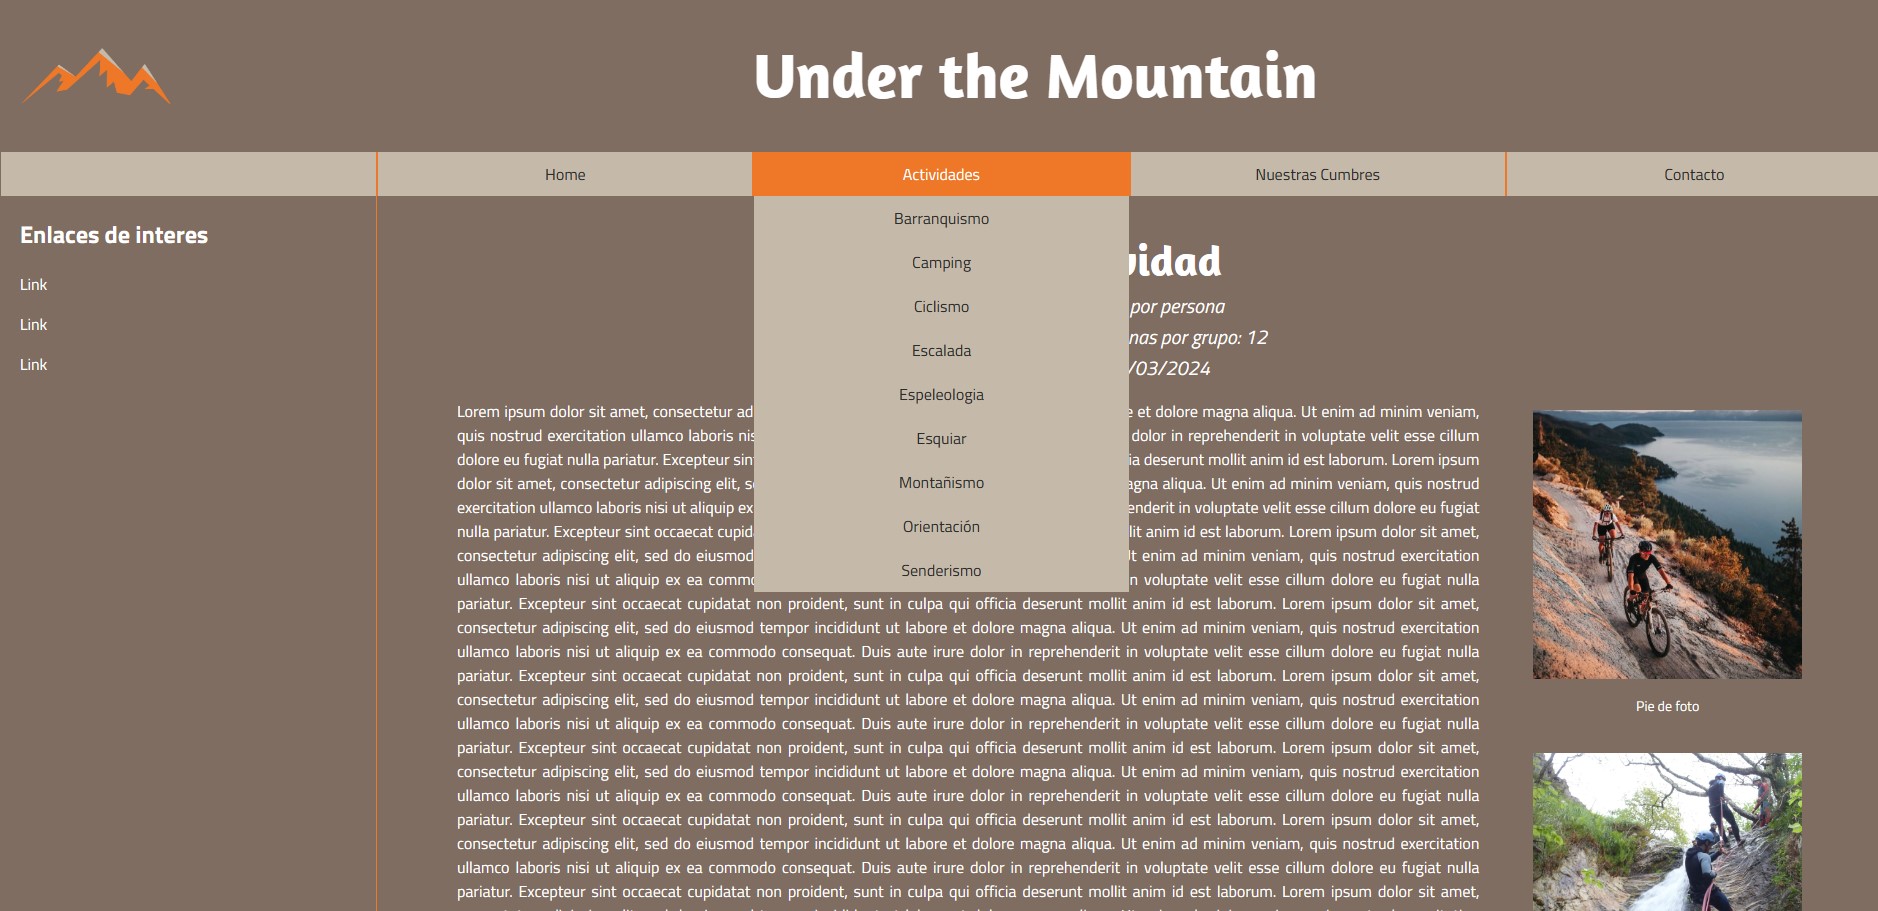 Under the Mountain
Home
Actividades
Nuestras Cumbres
Contacto
Barranquismo
Camping
Ciclismo
Escalada
Espeleologia
Esquiar
Montañismo
Orientación
Senderismo
Enlaces de interes
Link
Link
Link
vidad
por persona
nas por grupo: 12
/03/2024
Lorem ipsum dolor sit amet, consectetur ad e et dolore magna aliqua. Ut enim ad minim veniam,
quis nostrud exercitation ullamco laboris nis dolor in reprehenderit in voluptate velit esse cillum
dolore eu fugiat nulla pariatur. Excepteur sin ia deserunt mollit anim id est laborum. Lorem ipsum
dolor sit amet, consectetur adipiscing elit, s agna aliqua. Ut enim ad minim veniam, quis nostrud
exercitation ullamco laboris nisi ut aliquip ex enderit in voluptate velit esse cillum dolore eu fugiat
nulla pariatur. Excepteur sint occaecat cupid lit anim id est laborum. Lorem ipsum dolor sit amet,
consectetur adipiscing elit, sed do eiusmod Ut enim ad minim veniam, quis nostrud exercitation
ullamco laboris nisi ut aliquip ex ea comm n voluptate velit esse cillum dolore eu fugiat nulla
pariatur. Excepteur sint occaecat cupidatat non proident, sunt in culpa qui officia deserunt mollit anim id est laborum. Lorem ipsum dolor sit amet,
consectetur adipiscing elit, sed do eiusmod tempor incididunt ut labore et dolore magna aliqua. Ut enim ad minim veniam, quis nostrud exercitation
ullamco laboris nisi ut aliquip ex ea commodo consequat. Duis aute irure dolor in reprehenderit in voluptate velit esse cillum dolore eu fugiat nulla
pariatur. Excepteur sint occaecat cupidatat non proident, sunt in culpa qui officia deserunt mollit anim id est laborum. Lorem ipsum dolor sit amet,
consectetur adipiscing elit, sed do eiusmod tempor incididunt ut labore et dolore magna aliqua. Ut enim ad minim veniam, quis nostrud exercitation
ullamco laboris nisi ut aliquip ex ea commodo consequat. Duis aute irure dolor in reprehenderit in voluptate velit esse cillum dolore eu fugiat nulla
pariatur. Excepteur sint occaecat cupidatat non proident, sunt in culpa qui officia deserunt mollit anim id est laborum. Lorem ipsum dolor sit amet,
consectetur adipiscing elit, sed do eiusmod tempor incididunt ut labore et dolore magna aliqua. Ut enim ad minim veniam, quis nostrud exercitation
ullamco laboris nisi ut aliquip ex ea commodo consequat. Duis aute irure dolor in reprehenderit in voluptate velit esse cillum dolore eu fugiat nulla
pariatur. Excepteur sint occaecat cupidatat non proident, sunt in culpa qui officia deserunt mollit anim id est laborum. Lorem ipsum dolor sit amet,
consectetur adipiscing elit, sed do eiusmod tempor incididunt ut labore et dolore magna aliqua. Ut enim ad minim veniam, quis nostrud exercitation
ullamco laboris nisi ut aliquip ex ea commodo consequat. Duis aute irure dolor in reprehenderit in voluptate velit esse cillum dolore eu fugiat nulla
pariatur. Excepteur sint occaecat cupidatat non proident, sunt in culpa qui officia deserunt mollit anim id est laborum. Lorem ipsum dolor sit amet,
Pie de foto